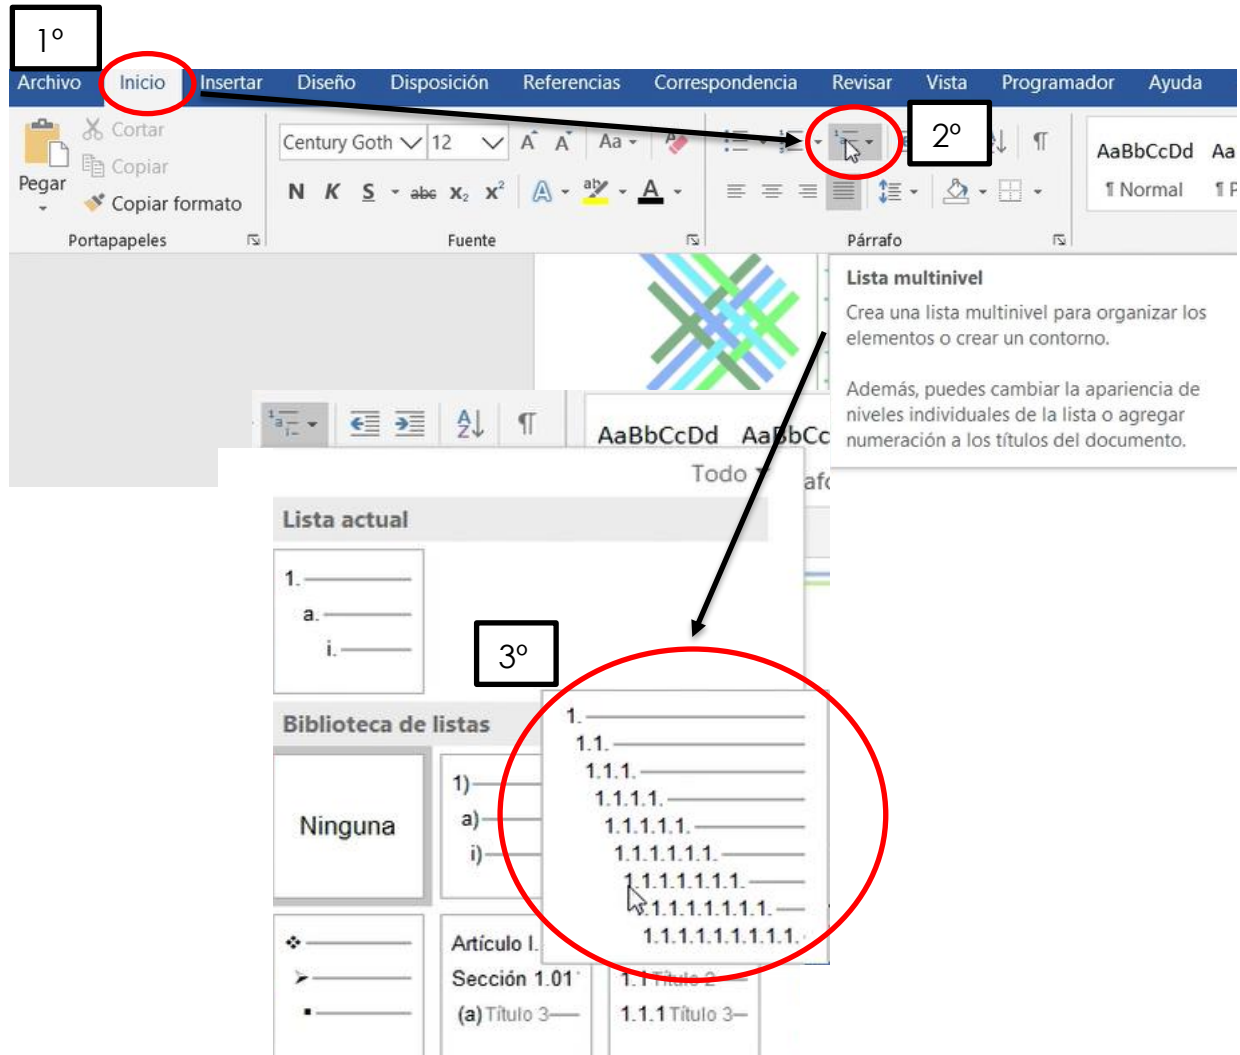 1º
Archivo Inicio Insertar Diseño Disposición Referencias Correspondencia Revisar Vista Programador Ayuda
2º
Cortar
Copiar
Pegar
Copiar formato
Century Goth 12 A A Aa
N K S abc X₂ X² A aby A
AaBbCcDd Aa
¶ Normal ¶ P
Portapapeles Fuente Párrafo
Lista multinivel
Crea una lista multinivel para organizar los
elementos o crear un contorno.
Además, puedes cambiar la apariencia de
niveles individuales de la lista o agregar
numeración a los títulos del documento.
AaBbCcDd AaBbCc
Todo
Lista actual
1.
a.
i.
3º
Biblioteca de listas
Ninguna
1)
a)
i)
1.
1.1.
1.1.1.
1.1.1.1.
1.1.1.1.1.
1.1.1.1.1.1.
1.1.1.1.1.1.1.
1.1.1.1.1.1.1.1.
1.1.1.1.1.1.1.1.1.
Artículo I.
Sección 1.01
(a) Título 3
1.1 Título 2
1.1.1 Título 3